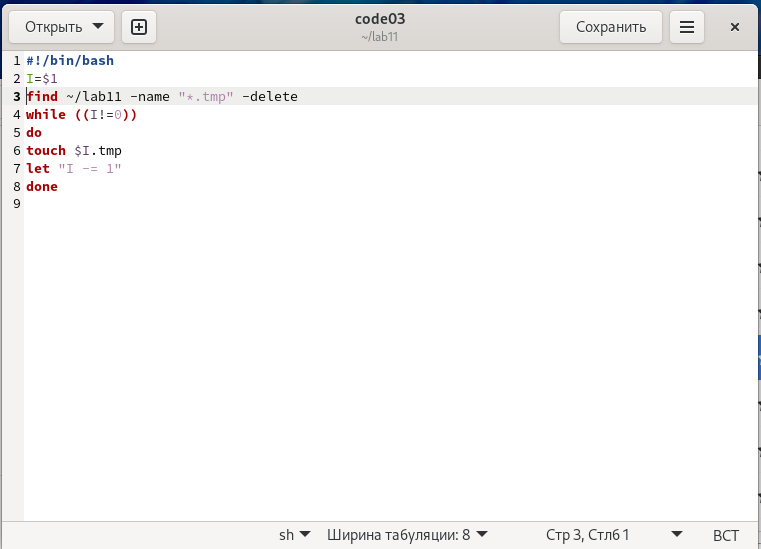 Открыть
code03
~/lab11
Сохранить
1 #!/bin/bash
2 I=$1
3 find ~/lab11 -name "*.tmp" -delete
4 while ((I!=0))
5 do
6 touch $I.tmp
7 let "I -= 1"
8 done
9
sh Ширина табуляции: 8 Стр 3, Стлб 1 ВСТ